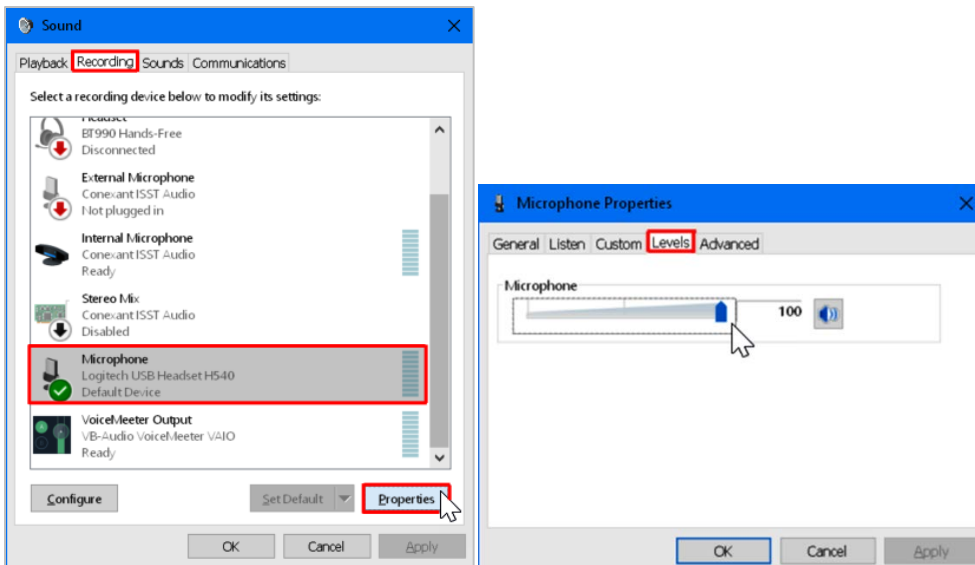 Sound
Playback Recording Sounds Communications
Select a recording device below to modify its settings:
Headset
BT990 Hands-Free
Disconnected
External Microphone
Conexant ISST Audio
Not plugged in
Internal Microphone
Conexant ISST Audio
Ready
Stereo Mix
Conexant ISST Audio
Disabled
Microphone
Logitech USB Headset H540
Default Device
VoiceMeeter Output
VB-Audio VoiceMeeter VAIO
Ready
Configure Set Default Properties
OK Cancel Apply
Microphone Properties
General Listen Custom Levels Advanced
Microphone
100
OK Cancel Apply